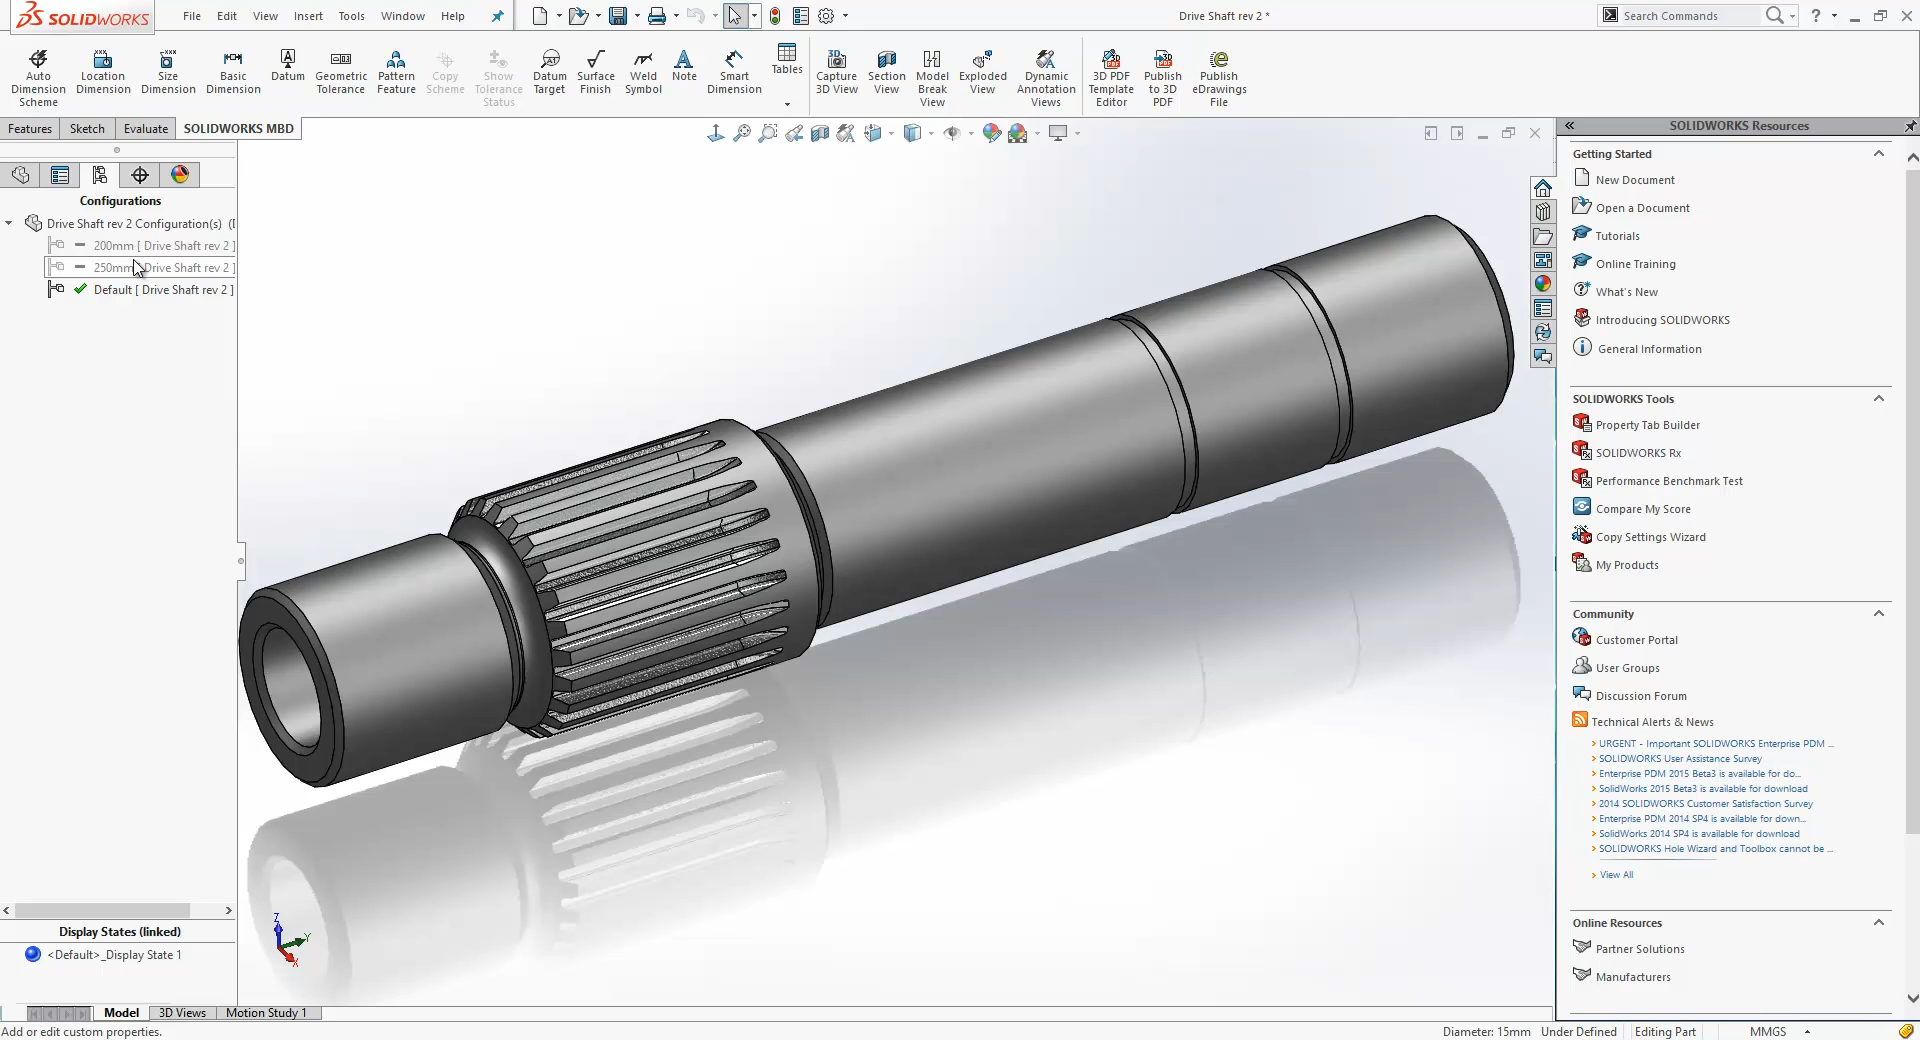 SOLIDWORKS
File Edit View Insert Tools Window Help
Drive Shaft rev 2 *
Search Commands
?
Auto Dimension Scheme
Location Dimension
Size Dimension
Basic Dimension
Datum
Geometric Tolerance
Pattern Feature
Copy Scheme
Show Tolerance Status
Datum Target
Surface Finish
Weld Symbol
Note
Smart Dimension
Tables
Capture 3D View
Section View
Model Break View
Exploded View
Dynamic Annotation Views
3D PDF Template Editor
Publish to 3D PDF
Publish eDrawings File
Features Sketch Evaluate SOLIDWORKS MBD
Configurations
Drive Shaft rev 2 Configuration(s)
200mm [ Drive Shaft rev 2 ]
250mm Drive Shaft rev 2 ]
Default [ Drive Shaft rev 2 ]
Display States (linked)
<Default>_Display State 1
Z
Y
X
Model 3D Views Motion Study 1
Add or edit custom properties.
Diameter: 15mm Under Defined Editing Part MMGS
SOLIDWORKS Resources
Getting Started
New Document
Open a Document
Tutorials
Online Training
What's New
Introducing SOLIDWORKS
General Information
SOLIDWORKS Tools
Property Tab Builder
SOLIDWORKS Rx
Performance Benchmark Test
Compare My Score
Copy Settings Wizard
My Products
Community
Customer Portal
User Groups
Discussion Forum
Technical Alerts & News
URGENT - Important SOLIDWORKS Enterprise PDM ...
SOLIDWORKS User Assistance Survey
Enterprise PDM 2015 Beta3 is available for do...
SolidWorks 2015 Beta3 is available for download
2014 SOLIDWORKS Customer Satisfaction Survey
Enterprise PDM 2014 SP4 is available for down...
SolidWorks 2014 SP4 is available for download
SOLIDWORKS Hole Wizard and Toolbox cannot be ...
View All
Online Resources
Partner Solutions
Manufacturers